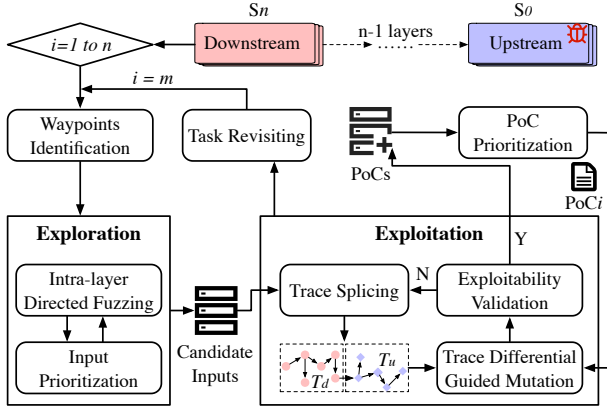 Sn
S0
i=1 to n
Downstream
n-1 layers
......
Upstream
i = m
Waypoints
Identification
Task Revisiting
PoCs
PoC
Prioritization
PoCi
Exploration
Exploitation
Y
Intra-layer
Directed Fuzzing
Input
Prioritization
Candidate
Inputs
Trace Splicing
N
Exploitability
Validation
Td
Tu
Trace Differential
Guided Mutation